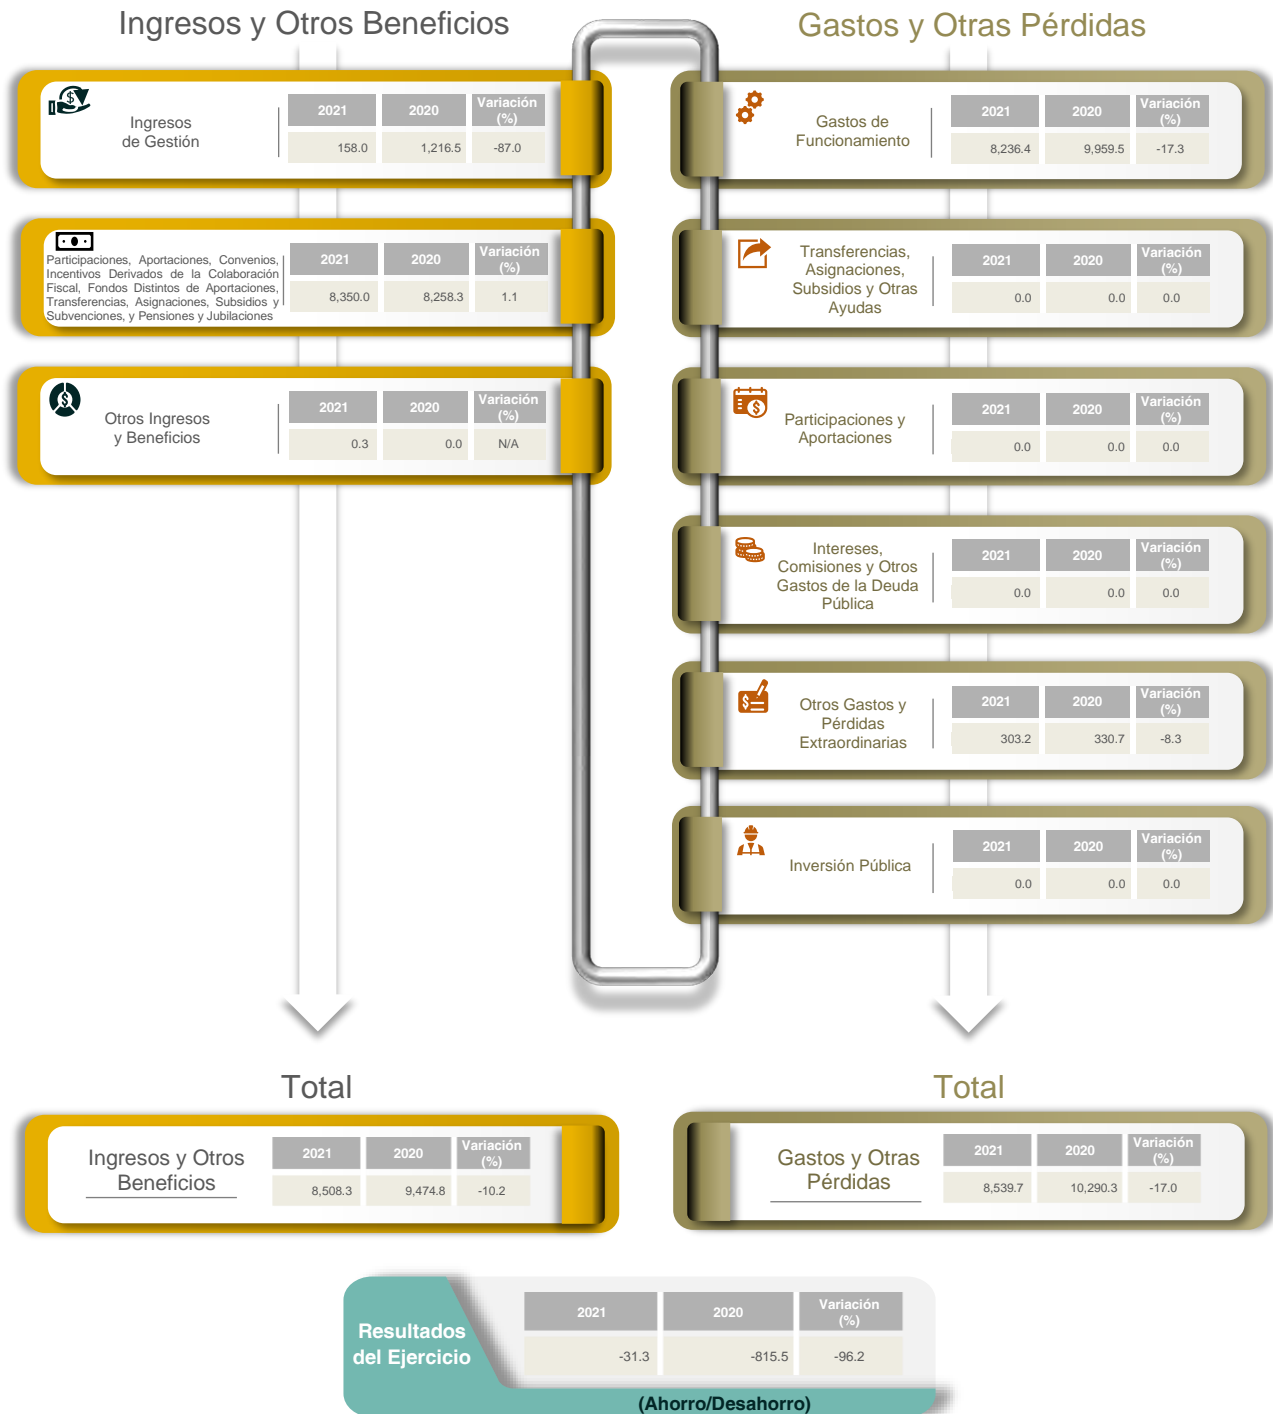 Ingresos y Otros Beneficios
Ingresos
de Gestión
2021 2020 Variación (%)
158.0 1,216.5 -87.0
Participaciones, Aportaciones, Convenios,
Incentivos Derivados de la Colaboración
Fiscal, Fondos Distintos de Aportaciones,
Transferencias, Asignaciones, Subsidios y
Subvenciones, y Pensiones y Jubilaciones
2021 2020 Variación (%)
8,350.0 8,258.3 1.1
Otros Ingresos
y Beneficios
2021 2020 Variación (%)
0.3 0.0 N/A
Total
Ingresos y Otros
Beneficios
2021 2020 Variación (%)
8,508.3 9,474.8 -10.2
Gastos y Otras Pérdidas
Gastos de
Funcionamiento
2021 2020 Variación (%)
8,236.4 9,959.5 -17.3
Transferencias,
Asignaciones,
Subsidios y Otras
Ayudas
2021 2020 Variación (%)
0.0 0.0 0.0
Participaciones y
Aportaciones
2021 2020 Variación (%)
0.0 0.0 0.0
Intereses,
Comisiones y Otros
Gastos de la Deuda
Pública
2021 2020 Variación (%)
0.0 0.0 0.0
Otros Gastos y
Pérdidas
Extraordinarias
2021 2020 Variación (%)
303.2 330.7 -8.3
Inversión Pública
2021 2020 Variación (%)
0.0 0.0 0.0
Total
Gastos y Otras
Pérdidas
2021 2020 Variación (%)
8,539.7 10,290.3 -17.0
Resultados
del Ejercicio
2021 2020 Variación (%)
-31.3 -815.5 -96.2
(Ahorro/Desahorro)